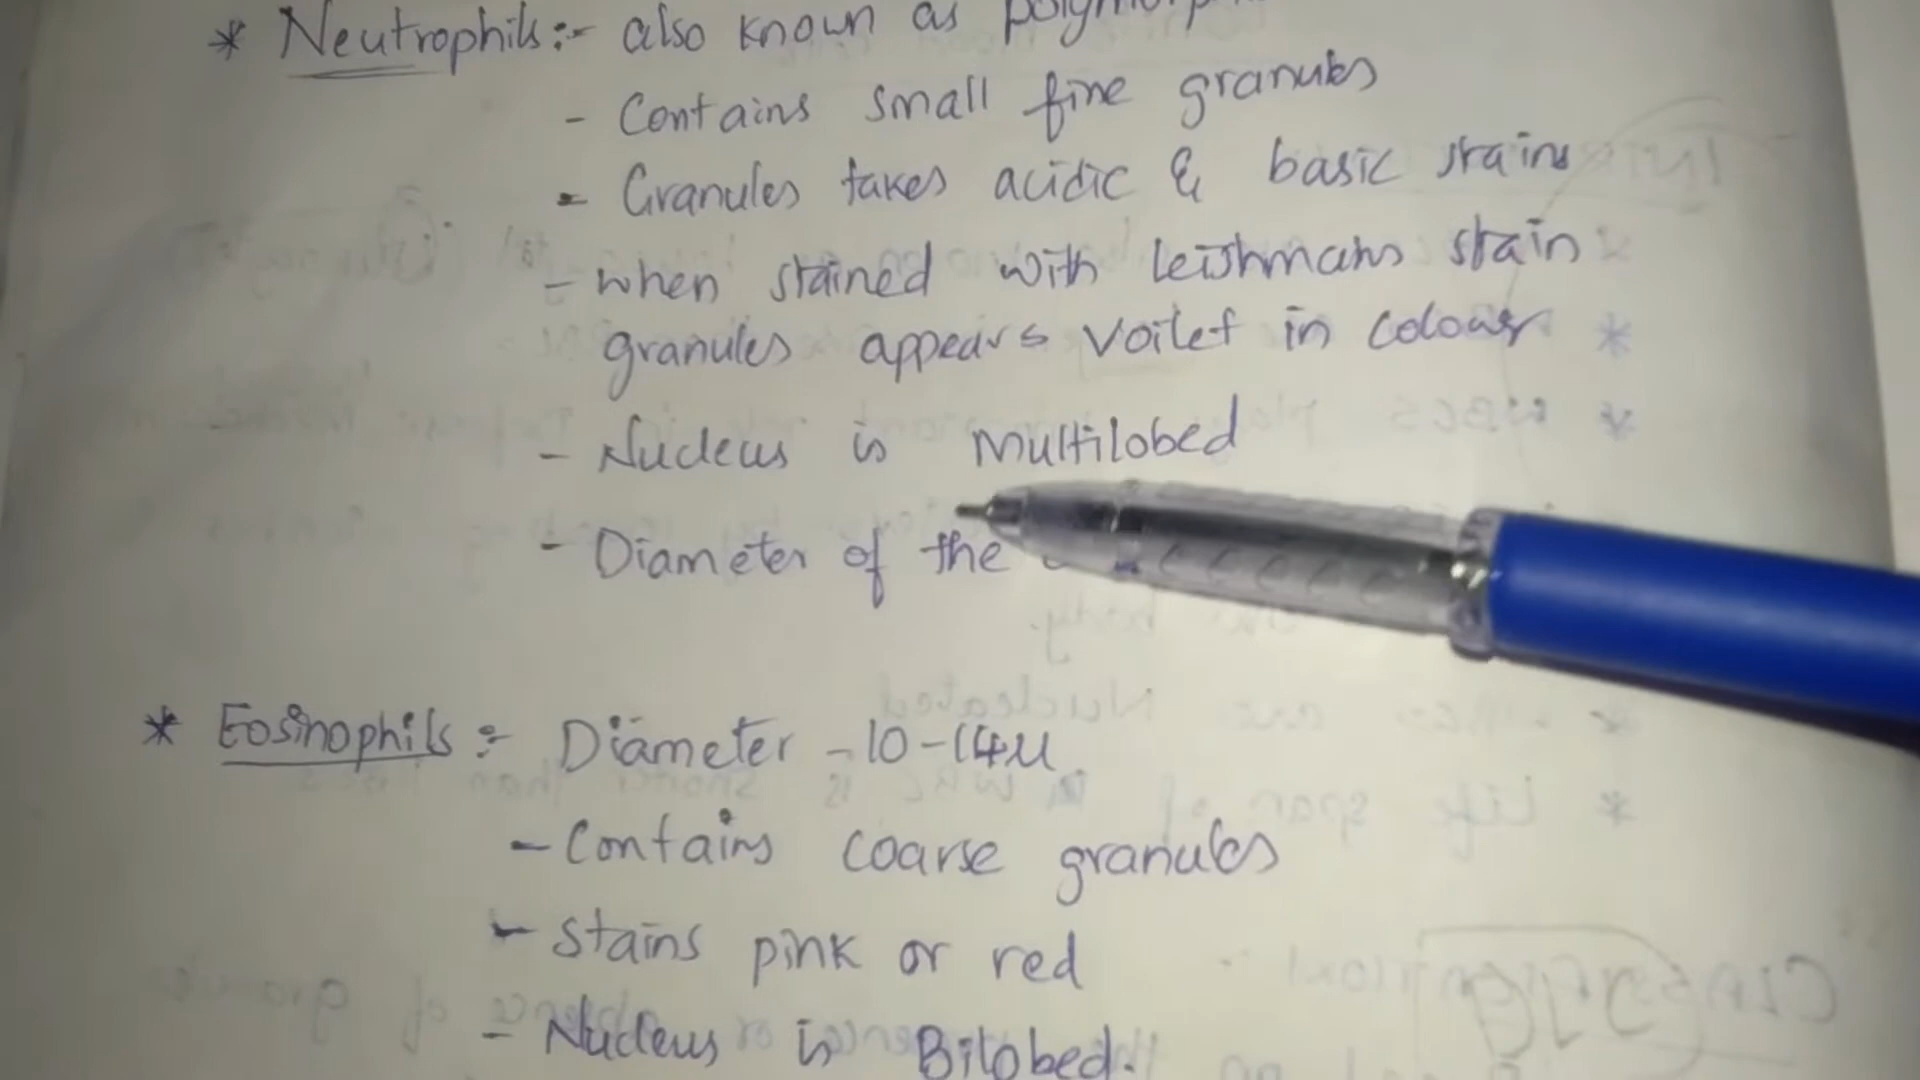 * Neutrophils:- also known as
- Contains small fine granules
- Granules takes acidic & basic stains
- when stained with leishmans stain
granules appears voilet in colour
- Nucleus is Multilobed
- Diameter of the
* Eosinophils :- Diameter - 10-14µ
- Contains coarse granules
- stains pink or red
- Nucleus is Bilobed.